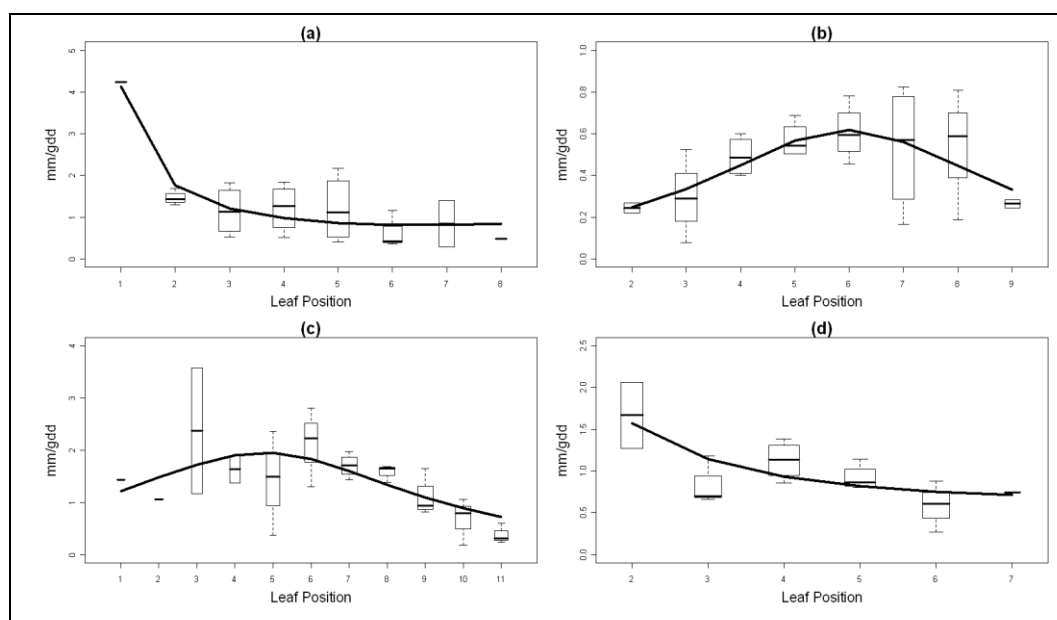 (a) (b)
mm/gdd
5
4
3
2
1
0
1 2 3 4 5 6 7 8
Leaf Position
mm/gdd
1.0
0.8
0.6
0.4
0.2
0.0
2 3 4 5 6 7 8 9
Leaf Position
(c) (d)
mm/gdd
4
3
2
1
0
1 2 3 4 5 6 7 8 9 10 11
Leaf Position
mm/gdd
2.5
2.0
1.5
1.0
0.5
0.0
2 3 4 5 6 7
Leaf Position